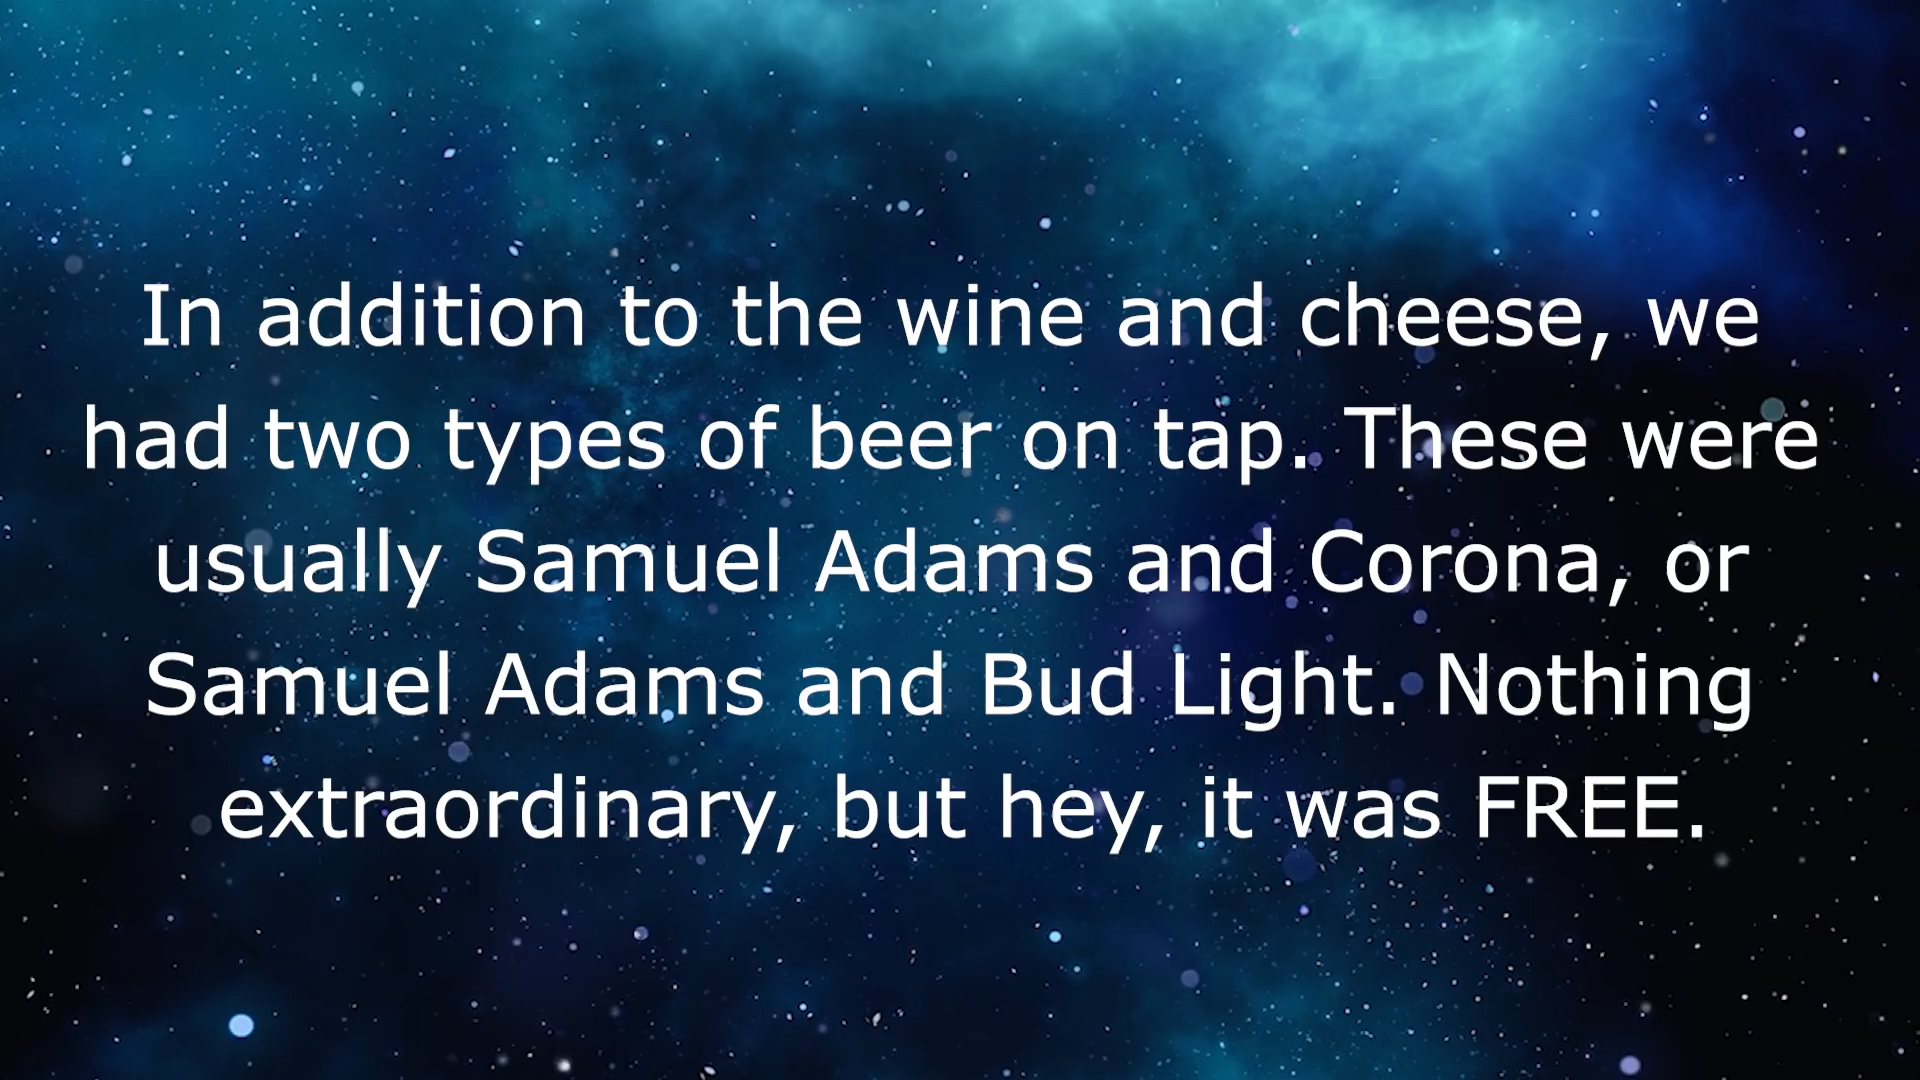 In addition to the wine and cheese, we
had two types of beer on tap. These were
usually Samuel Adams and Corona, or
Samuel Adams and Bud Light. Nothing
extraordinary, but hey, it was FREE.